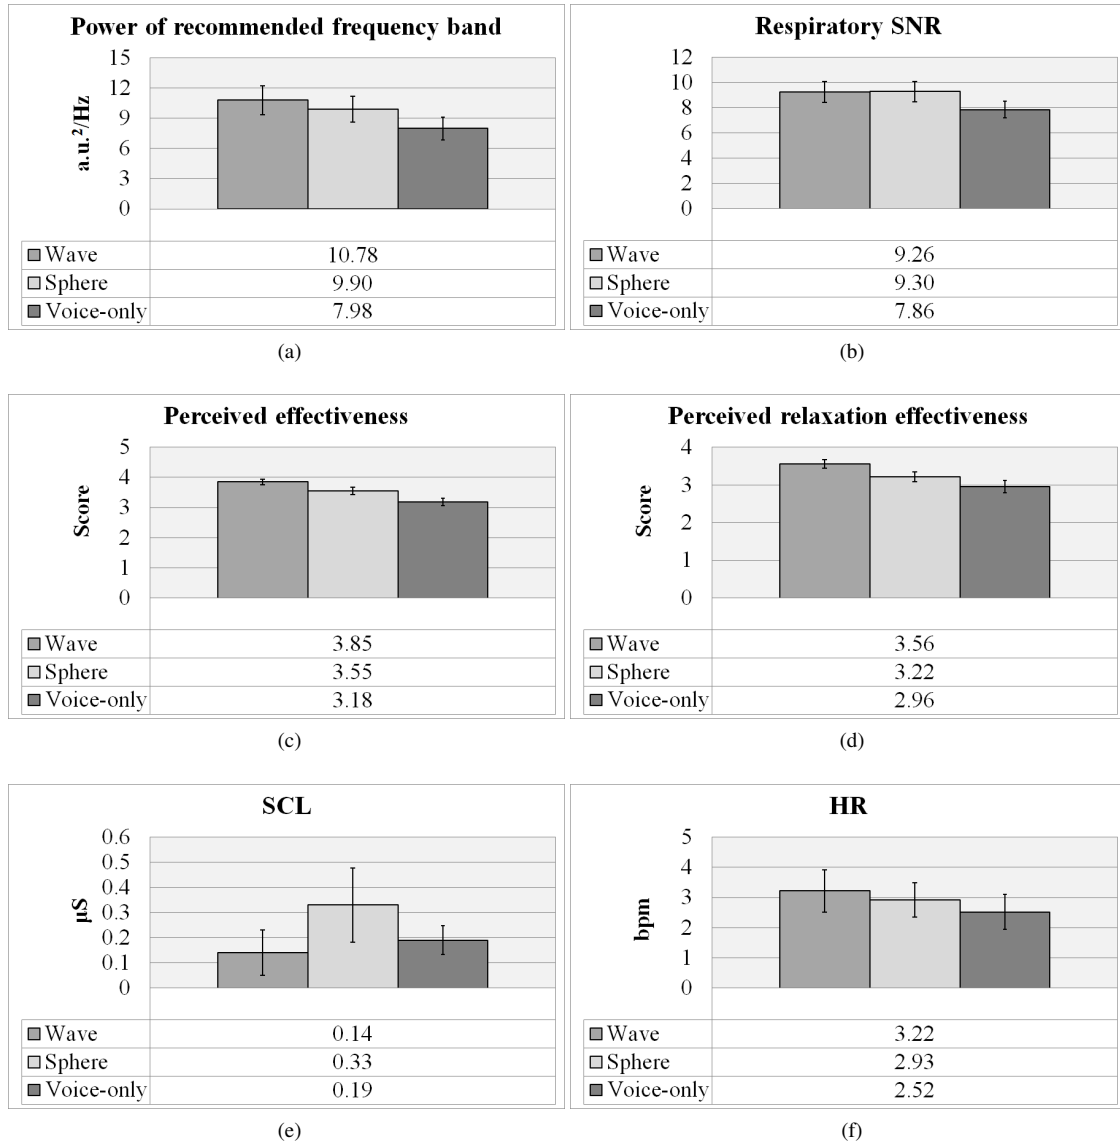 Power of recommended frequency band
15
12
9
6
3
0
a.u.²/Hz
Wave 10.78
Sphere 9.90
Voice-only 7.98
(a)
Respiratory SNR
12
10
8
6
4
2
0
Wave 9.26
Sphere 9.30
Voice-only 7.86
(b)
Perceived effectiveness
5
4
3
2
1
0
Score
Wave 3.85
Sphere 3.55
Voice-only 3.18
(c)
Perceived relaxation effectiveness
4
3
2
1
0
Score
Wave 3.56
Sphere 3.22
Voice-only 2.96
(d)
SCL
0.6
0.5
0.4
0.3
0.2
0.1
0
µS
Wave 0.14
Sphere 0.33
Voice-only 0.19
(e)
HR
5
4
3
2
1
0
bpm
Wave 3.22
Sphere 2.93
Voice-only 2.52
(f)